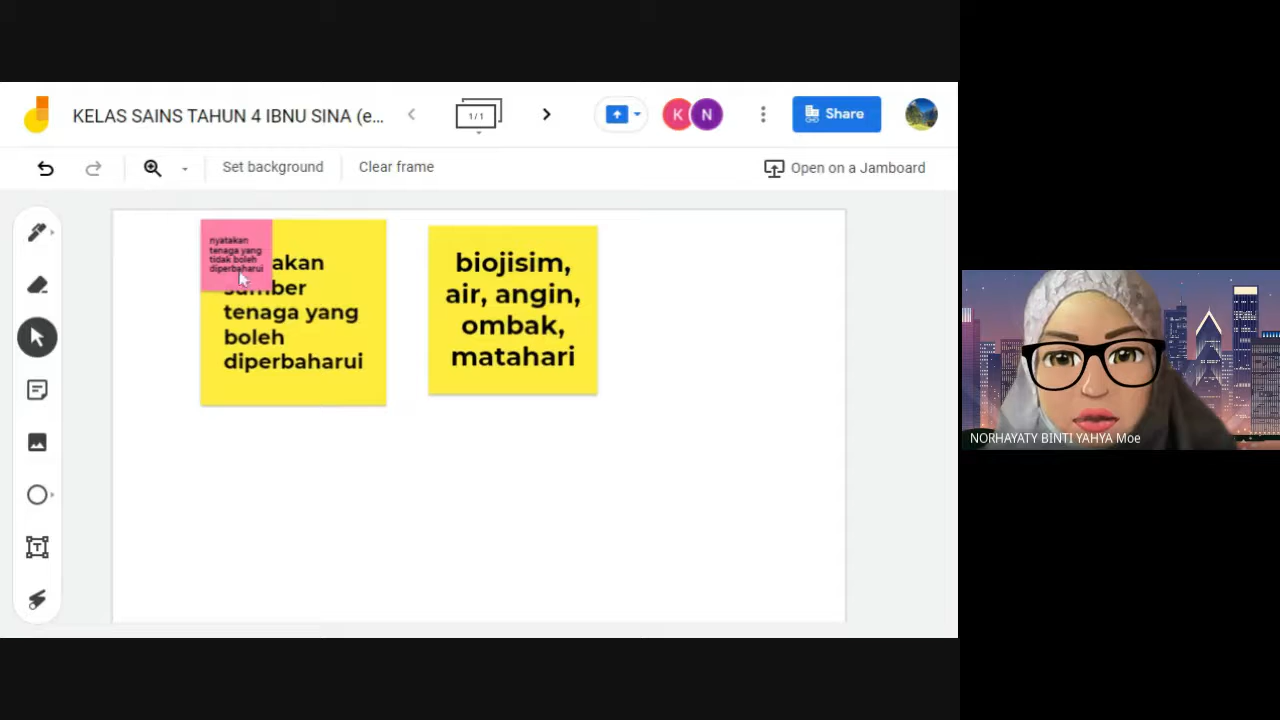 KELAS SAINS TAHUN 4 IBNU SINA (e...
1/1
K
N
Share
Set background
Clear frame
Open on a Jamboard
nyatakan
tenaga yang
tidak boleh
diperbaharui
akan
sumber
tenaga yang
boleh
diperbaharui
biojisim,
air, angin,
ombak,
matahari
NORHAYATY BINTI YAHYA Moe